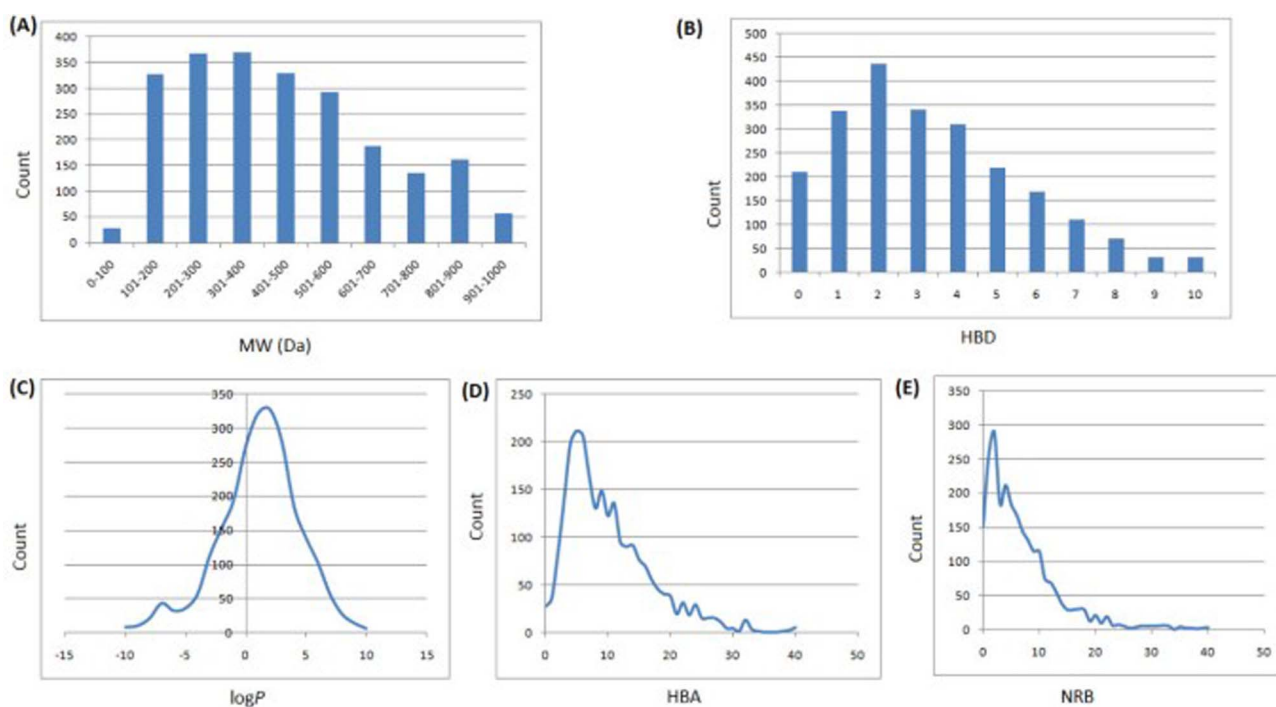 (A)
400
350
300
250
200
150
100
50
0
Count
0-100
101-200
201-300
301-400
401-500
501-600
601-700
701-800
801-900
901-1000
MW (Da)
(B)
500
450
400
350
300
250
200
150
100
50
0
Count
0 1 2 3 4 5 6 7 8 9 10
HBD
(C)
350
300
250
200
150
100
50
0
Count
-15 -10 -5 0 5 10 15
logP
(D)
250
200
150
100
50
0
Count
0 10 20 30 40 50
HBA
(E)
350
300
250
200
150
100
50
0
Count
0 10 20 30 40 50
NRB